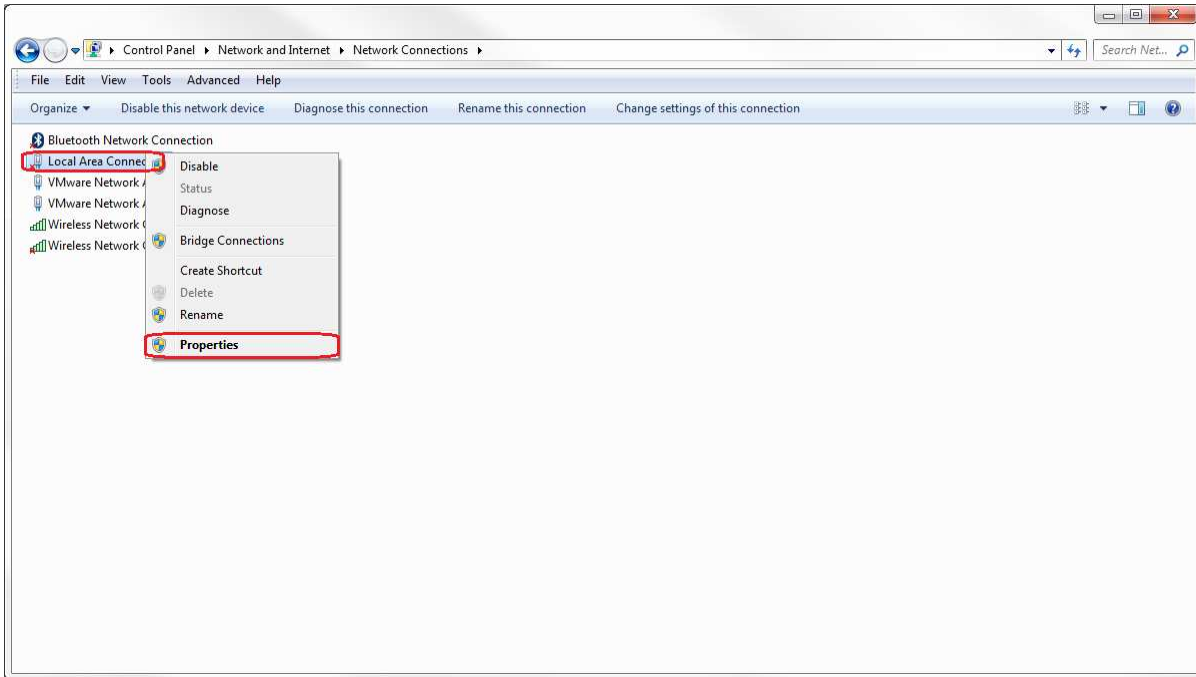 Control Panel Network and Internet Network Connections Search Net...
File Edit View Tools Advanced Help
Organize Disable this network device Diagnose this connection Rename this connection Change settings of this connection
Bluetooth Network Connection
Local Area Connec
VMware Network
VMware Network
Wireless Network
Wireless Network
Disable
Status
Diagnose
Bridge Connections
Create Shortcut
Delete
Rename
Properties